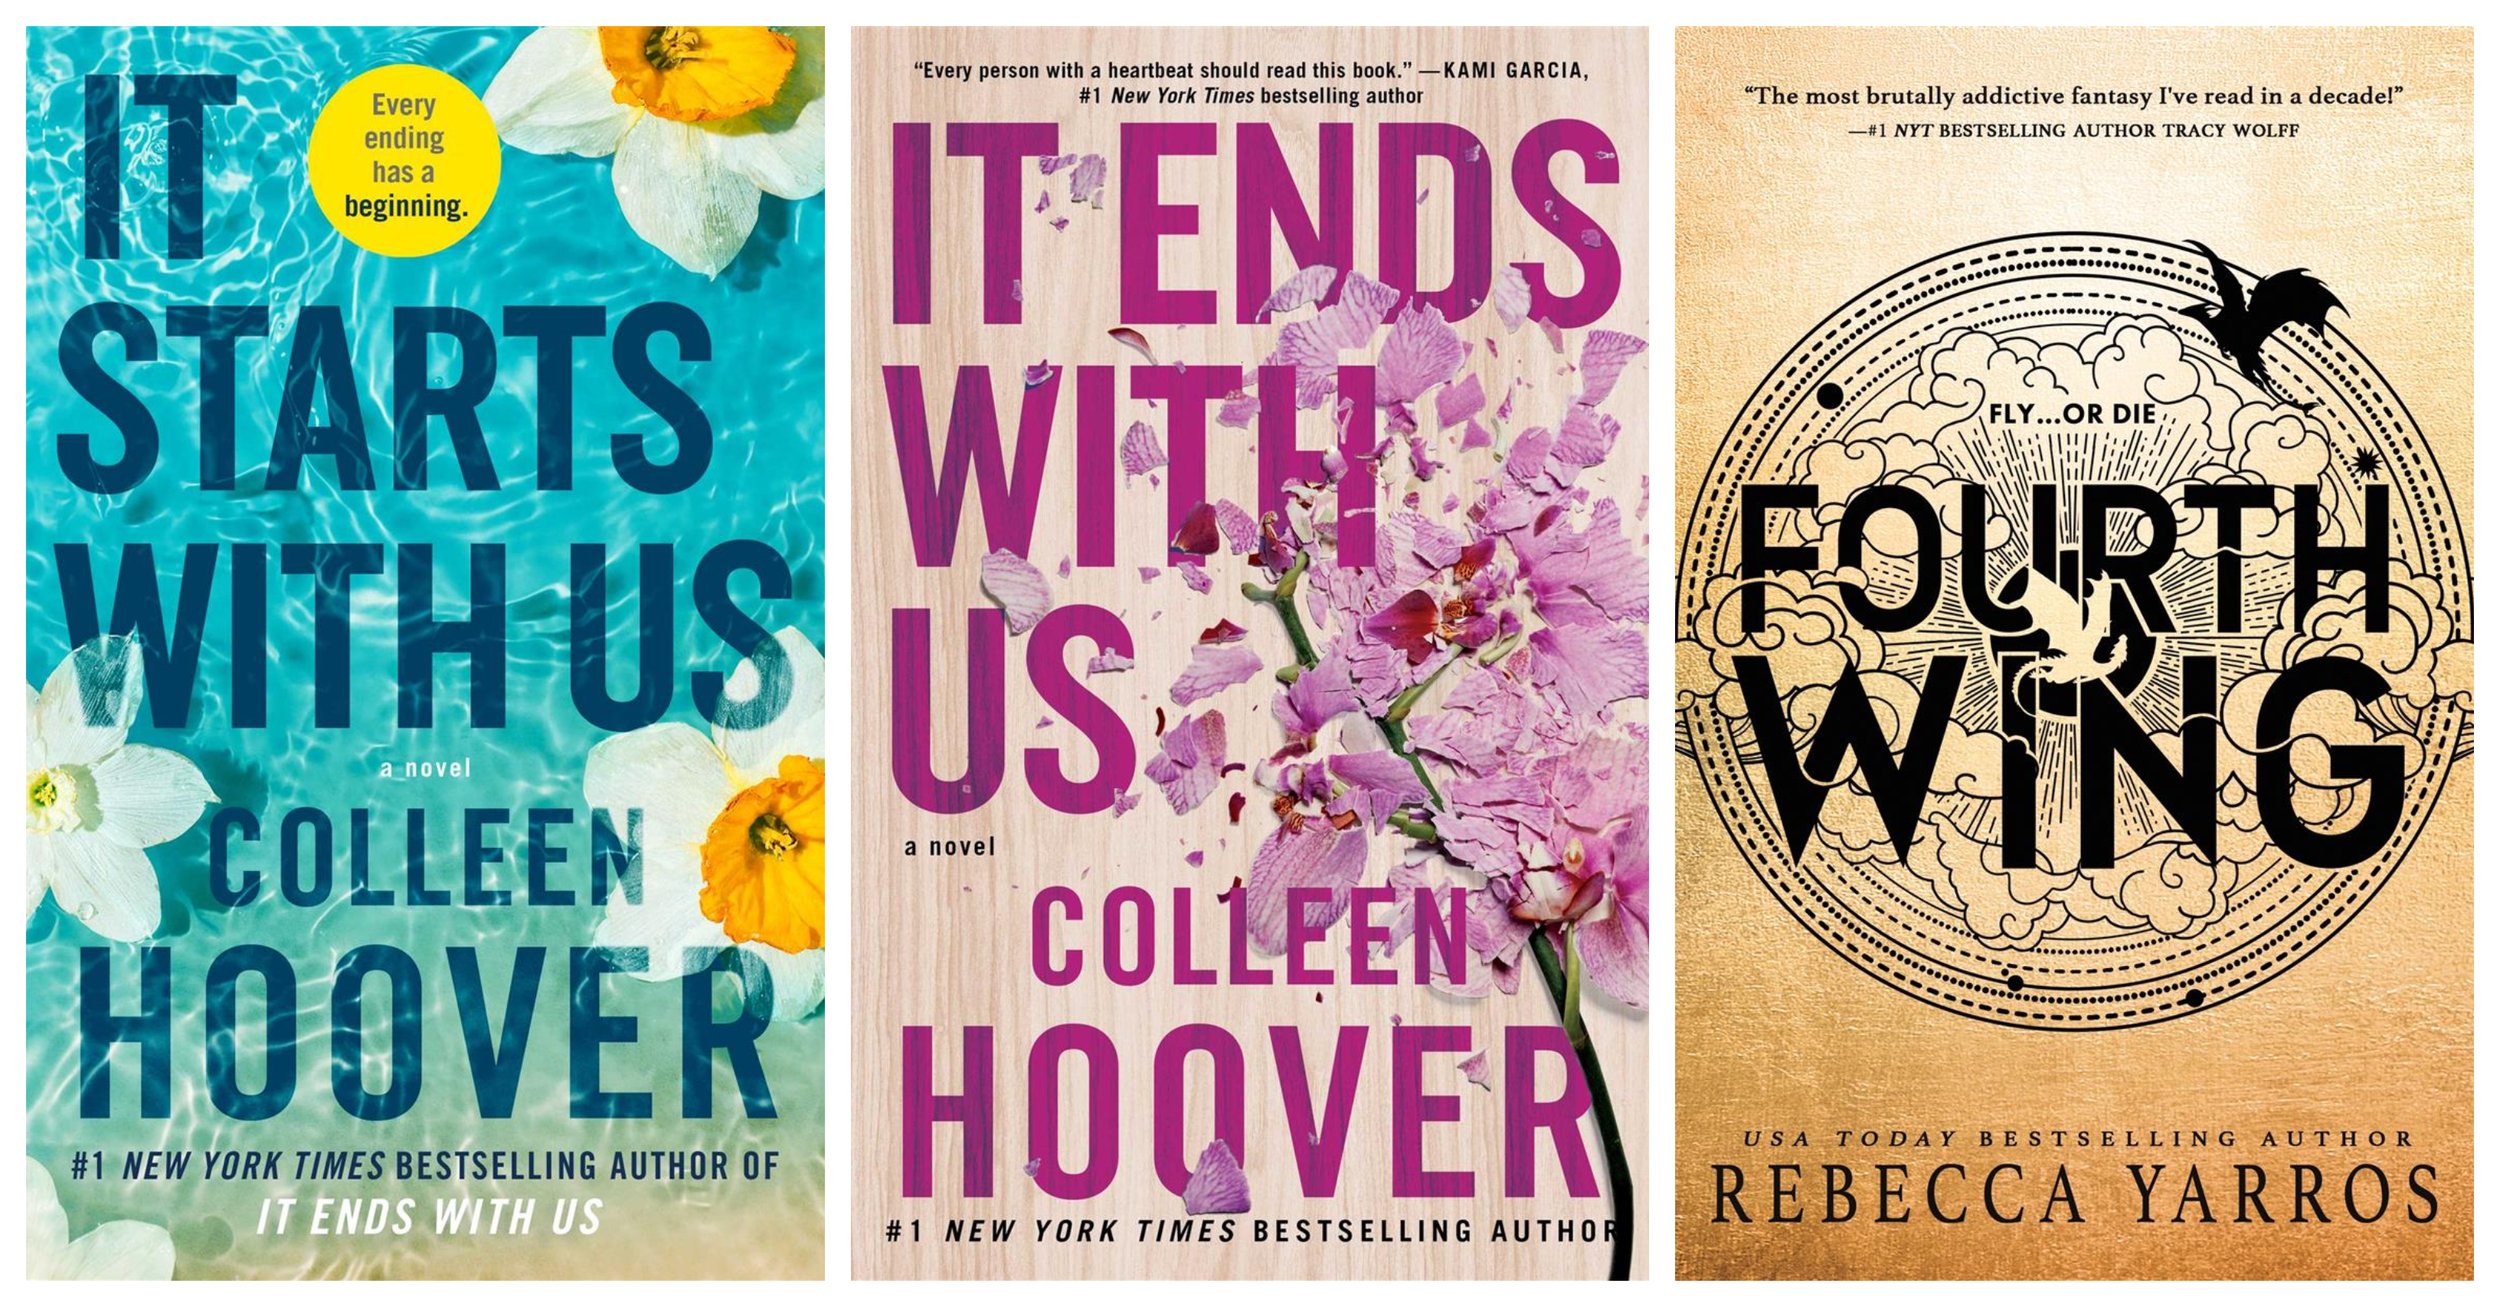 IT
Every
ending
has a
beginning.
STARTS
WITH US
a novel
COLLEEN
HOOVER
#1 NEW YORK TIMES BESTSELLING AUTHOR OF
IT ENDS WITH US
“Every person with a heartbeat should read this book.” —KAMI GARCIA,
#1 New York Times bestselling author
IT ENDS
WITH
US
a novel
COLLEEN
HOOVER
#1 NEW YORK TIMES BESTSELLING AUTHOR
“The most brutally addictive fantasy I've read in a decade!”
—#1 NYT BESTSELLING AUTHOR TRACY WOLFF
FLY...OR DIE
FOURTH
WING
USA TODAY BESTSELLING AUTHOR
REBECCA YARROS